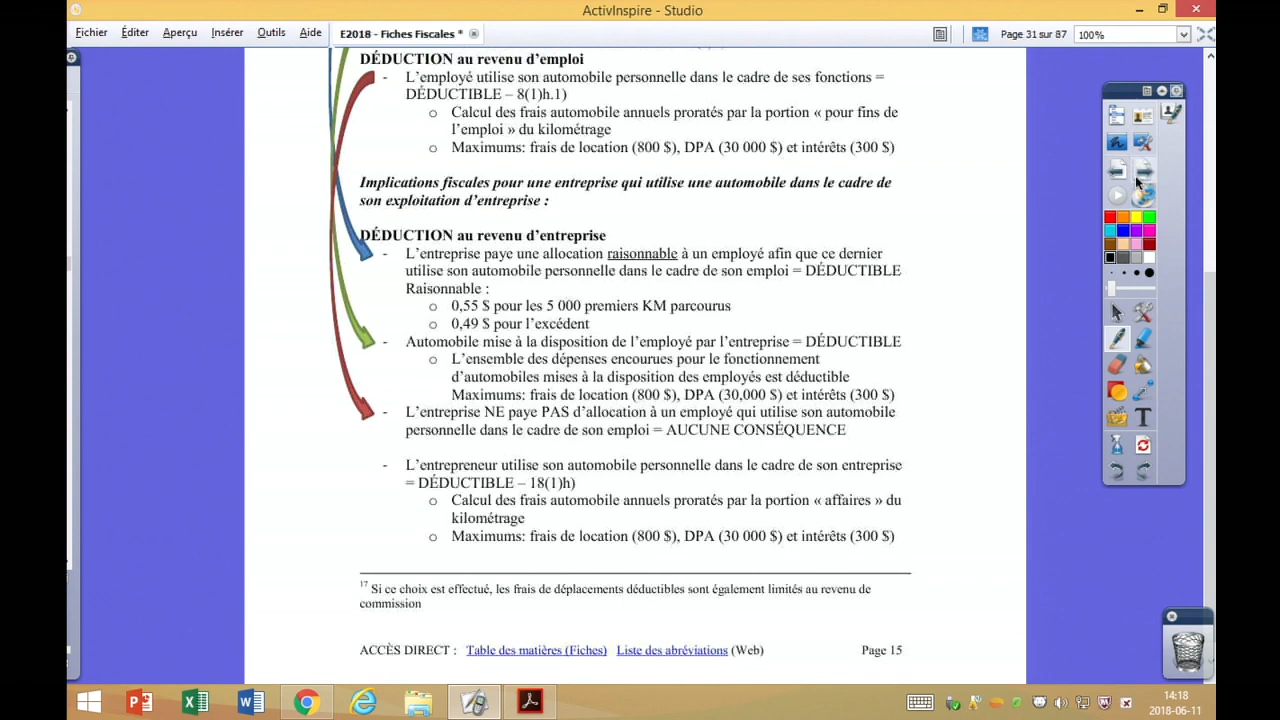 ActivInspire - Studio
Fichier Éditer Aperçu Insérer Outils Aide E2018 - Fiches Fiscales * Page 31 sur 87 100%
DÉDUCTION au revenu d'emploi
- L'employé utilise son automobile personnelle dans le cadre de ses fonctions =
DÉDUCTIBLE – 8(1)h.1)
o Calcul des frais automobile annuels proratés par la portion « pour fins de
l'emploi » du kilométrage
o Maximums: frais de location (800 $), DPA (30 000 $) et intérêts (300 $)
Implications fiscales pour une entreprise qui utilise une automobile dans le cadre de
son exploitation d'entreprise :
DÉDUCTION au revenu d'entreprise
- L'entreprise paye une allocation raisonnable à un employé afin que ce dernier
utilise son automobile personnelle dans le cadre de son emploi = DÉDUCTIBLE
Raisonnable :
o 0,55 $ pour les 5 000 premiers KM parcourus
o 0,49 $ pour l'excédent
- Automobile mise à la disposition de l'employé par l'entreprise = DÉDUCTIBLE
o L'ensemble des dépenses encourues pour le fonctionnement
d'automobiles mises à la disposition des employés est déductible
Maximums: frais de location (800 $), DPA (30,000 $) et intérêts (300 $)
- L'entreprise NE paye PAS d'allocation à un employé qui utilise son automobile
personnelle dans le cadre de son emploi = AUCUNE CONSÉQUENCE
- L'entrepreneur utilise son automobile personnelle dans le cadre de son entreprise
= DÉDUCTIBLE – 18(1)h)
o Calcul des frais automobile annuels proratés par la portion « affaires » du
kilométrage
o Maximums: frais de location (800 $), DPA (30 000 $) et intérêts (300 $)
17 Si ce choix est effectué, les frais de déplacements déductibles sont également limités au revenu de
commission
ACCÈS DIRECT : Table des matières (Fiches) Liste des abréviations (Web) Page 15
14:18
2018-06-11